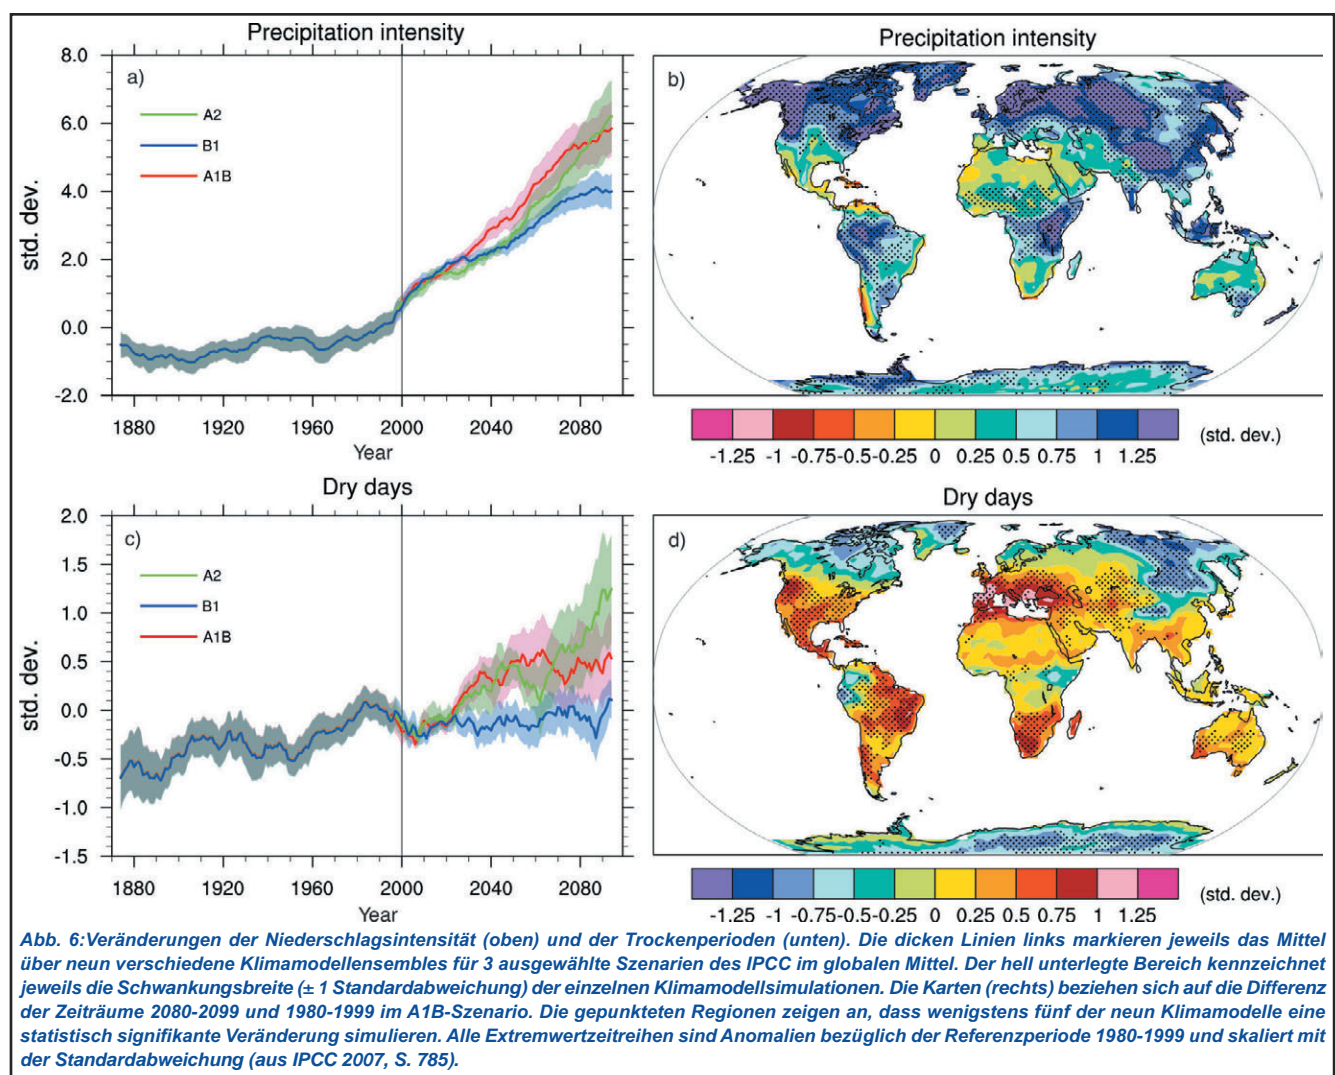 Precipitation intensity
8.0
6.0
4.0
2.0
0.0
-2.0
std. dev.
a)
A2
B1
A1B
1880 1920 1960 2000 2040 2080
Year
Precipitation intensity
b)
-1.25 -1 -0.75 -0.5 -0.25 0 0.25 0.5 0.75 1 1.25
(std. dev.)
Dry days
2.0
1.5
1.0
0.5
0.0
-0.5
-1.0
-1.5
std. dev.
c)
A2
B1
A1B
1880 1920 1960 2000 2040 2080
Year
Dry days
d)
-1.25 -1 -0.75 -0.5 -0.25 0 0.25 0.5 0.75 1 1.25
(std. dev.)
Abb. 6:Veränderungen der Niederschlagsintensität (oben) und der Trockenperioden (unten). Die dicken Linien links markieren jeweils das Mittel
über neun verschiedene Klimamodellensembles für 3 ausgewählte Szenarien des IPCC im globalen Mittel. Der hell unterlegte Bereich kennzeichnet
jeweils die Schwankungsbreite (± 1 Standardabweichung) der einzelnen Klimamodellsimulationen. Die Karten (rechts) beziehen sich auf die Differenz
der Zeiträume 2080-2099 und 1980-1999 im A1B-Szenario. Die gepunkteten Regionen zeigen an, dass wenigstens fünf der neun Klimamodelle eine
statistisch signifikante Veränderung simulieren. Alle Extremwertzeitreihen sind Anomalien bezüglich der Referenzperiode 1980-1999 und skaliert mit
der Standardabweichung (aus IPCC 2007, S. 785).